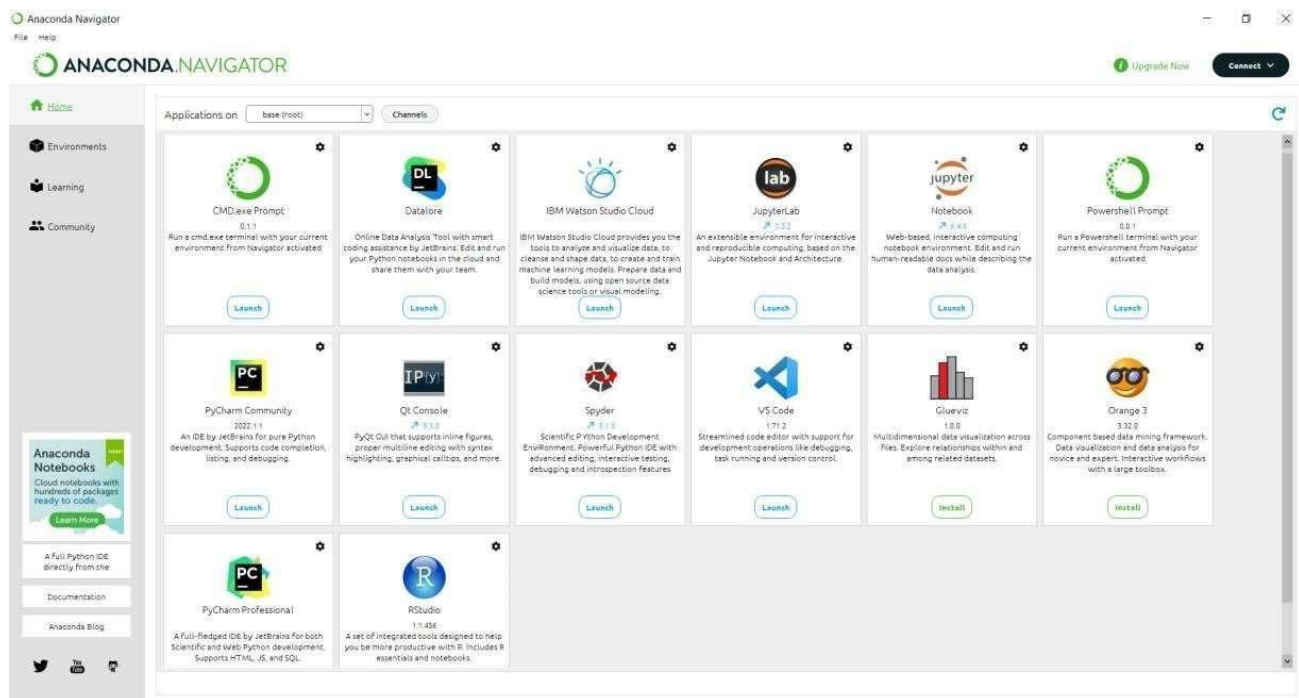 Anaconda Navigator
File Help
ANACONDA.NAVIGATOR
Upgrade Now
Connect
Home
Environments
Learning
Community
Applications on base (root) Channels
CMD.exe Prompt
0.1.1
Run a cmd.exe terminal with your current
environment from Navigator activated
Launch
DL
Datalore
Online Data Analysis Tool with smart
coding assistance by JetBrains. Edit and run
your Python notebooks in the cloud and
share them with your team.
Launch
IBM Watson Studio Cloud
IBM Watson Studio Cloud provides you the
tools to analyze and visualize data, to
cleanse and shape data, to create and train
machine learning models. Prepare data and
build models, using open source data
science tools or visual modeling.
Launch
lab
JupyterLab
An extensible environment for interactive
and reproducible computing, based on the
Jupyter Notebook and Architecture.
Launch
jupyter
Notebook
Web-based, interactive computing
notebook environment. Edit and run
human-readable docs while describing the
data analysis.
Launch
Powershell Prompt
0.0.1
Run a Powershell terminal with your
current environment from Navigator
activated
Launch
PC
PyCharm Community
2022.1.1
An IDE by JetBrains for pure Python
development. Supports code completion,
listing, and debugging.
Launch
IP[y]:
Qt Console
PyQt GUI that supports inline figures,
proper multiline editing with syntax
highlighting, graphical calltips, and more.
Launch
Spyder
Scientific PYthon Development
EnviRonment. Powerful Python IDE with
advanced editing, interactive testing,
debugging and introspection features
Launch
VS Code
1.71.2
Streamlined code editor with support for
development operations like debugging,
task running and version control.
Launch
Glueviz
1.0.0
Multidimensional data visualization across
files. Explore relationships within and
among related datasets.
Install
Orange 3
3.32.0
Component based data mining framework.
Data visualization and data analysis for
novice and expert. Interactive workflows
with a large toolbox.
Install
PC
PyCharm Professional
A full-fledged IDE by JetBrains for both
Scientific and Web Python development.
Supports HTML, JS, and SQL.
R
RStudio
1.1.456
A set of integrated tools designed to help
you be more productive with R. Includes R
essentials and notebooks.
Anaconda
Notebooks
Cloud notebooks with
hundreds of packages
ready to code.
Learn More
A full Python IDE
directly from the
Documentation
Anaconda Blog
You
Tube